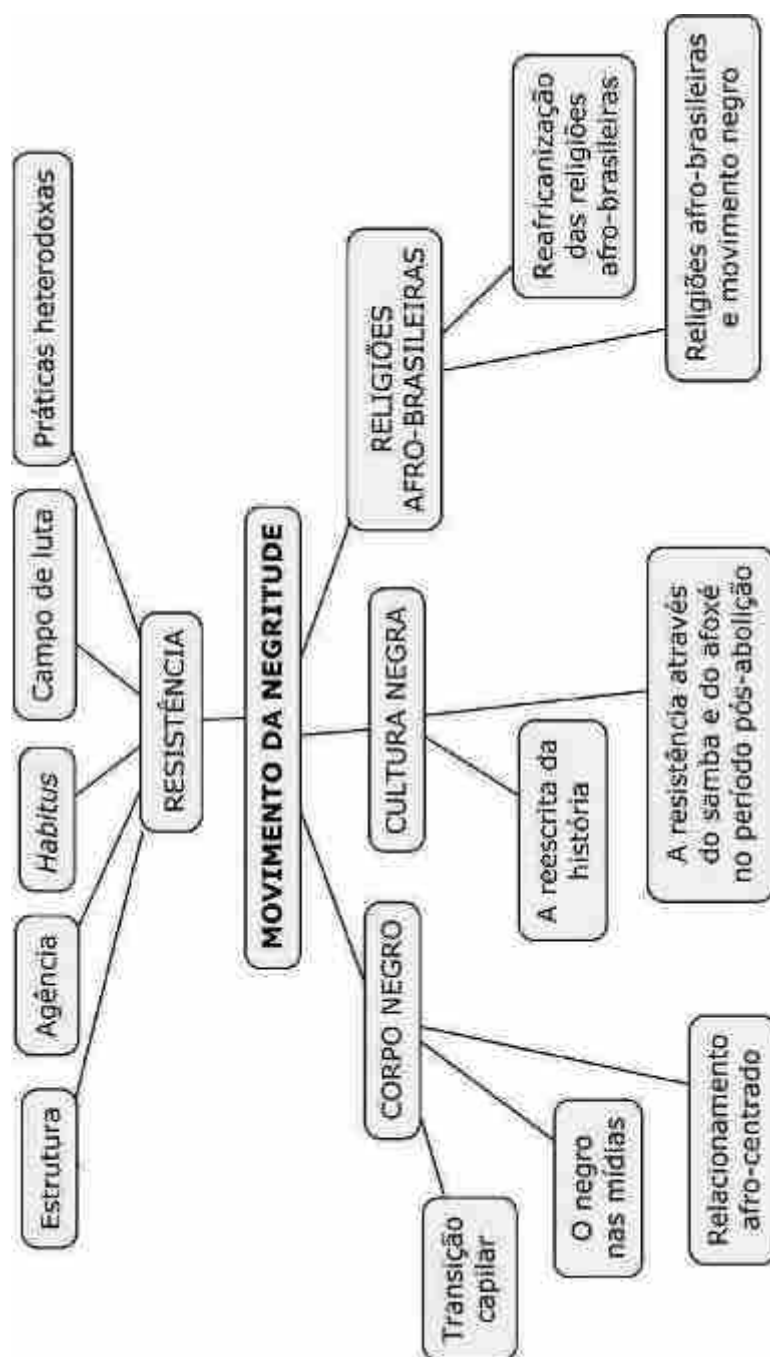 Estrutura
Agência
Habitus
Campo de luta
Práticas heterodoxas
RESISTÊNCIA
MOVIMENTO DA NEGRITUDE
CORPO NEGRO
CULTURA NEGRA
RELIGIÕES
AFRO-BRASILEIRAS
Transição
capilar
O negro
nas mídias
Relacionamento
afro-centrado
A reescrita da
história
A resistência através
do samba e do afoxé
no período pós-abolição
Reafricanização
das religiões
afro-brasileiras
Religiões afro-brasileiras
e movimento negro